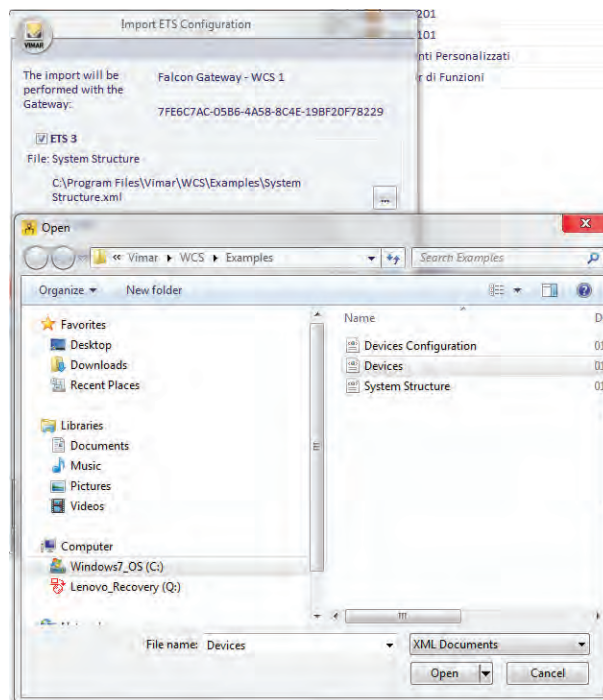 Import ETS Configuration
201
101
nti Personalizzati
r di Funzioni
VIMAR
The import will be
performed with the
Gateway:
Falcon Gateway - WCS 1
7FE6C7AC-05B6-4A58-8C4E-19BF20F78229
ETS 3
File: System Structure
C:\Program Files\Vimar\WCS\Examples\System
Structure.xml
...
Open
« Vimar WCS Examples
Search Examples
Organize
New folder
Favorites
Desktop
Downloads
Recent Places
Libraries
Documents
Music
Pictures
Videos
Computer
Windows7_OS (C:)
Lenovo_Recovery (Q:)
Name
D
Devices Configuration
01
Devices
01
System Structure
01
File name: Devices
XML Documents
Open
Cancel